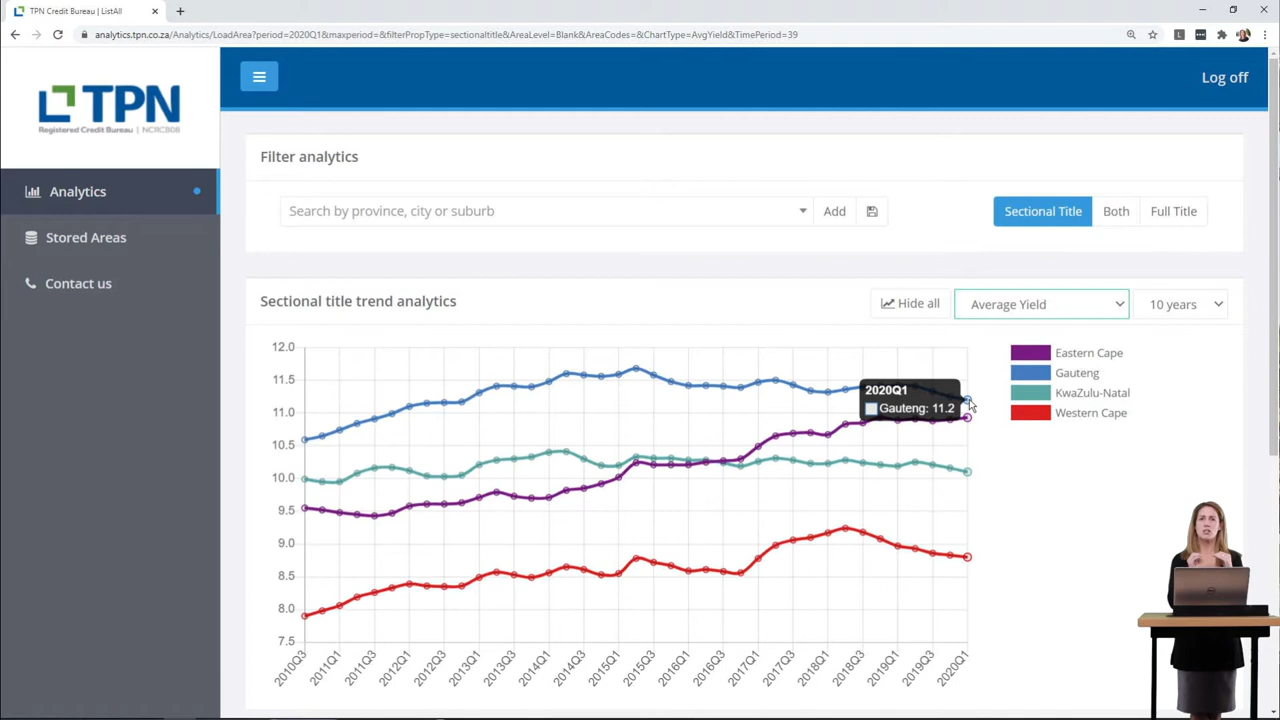 TPN Credit Bureau | ListAll
analytics.tpn.co.za/Analytics/LoadArea?period=2020Q1&maxperiod=&filterPropType=sectionaltitle&AreaLevel=Blank&AreaCodes=&ChartType=AvgYield&TimePeriod=39
L
TPN
Registered Credit Bureau | NCRCB08
Log off
Analytics
Stored Areas
Contact us
Filter analytics
Search by province, city or suburb
Add
Sectional Title
Both
Full Title
Sectional title trend analytics
Hide all
Average Yield
10 years
12.0
11.5
11.0
10.5
10.0
9.5
9.0
8.5
8.0
7.5
2020Q1
Gauteng: 11.2
Eastern Cape
Gauteng
KwaZulu-Natal
Western Cape
2010Q3
2011Q1
2011Q3
2012Q1
2012Q3
2013Q1
2013Q3
2014Q1
2014Q3
2015Q1
2015Q3
2016Q1
2016Q3
2017Q1
2017Q3
2018Q1
2018Q3
2019Q1
2019Q3
2020Q1